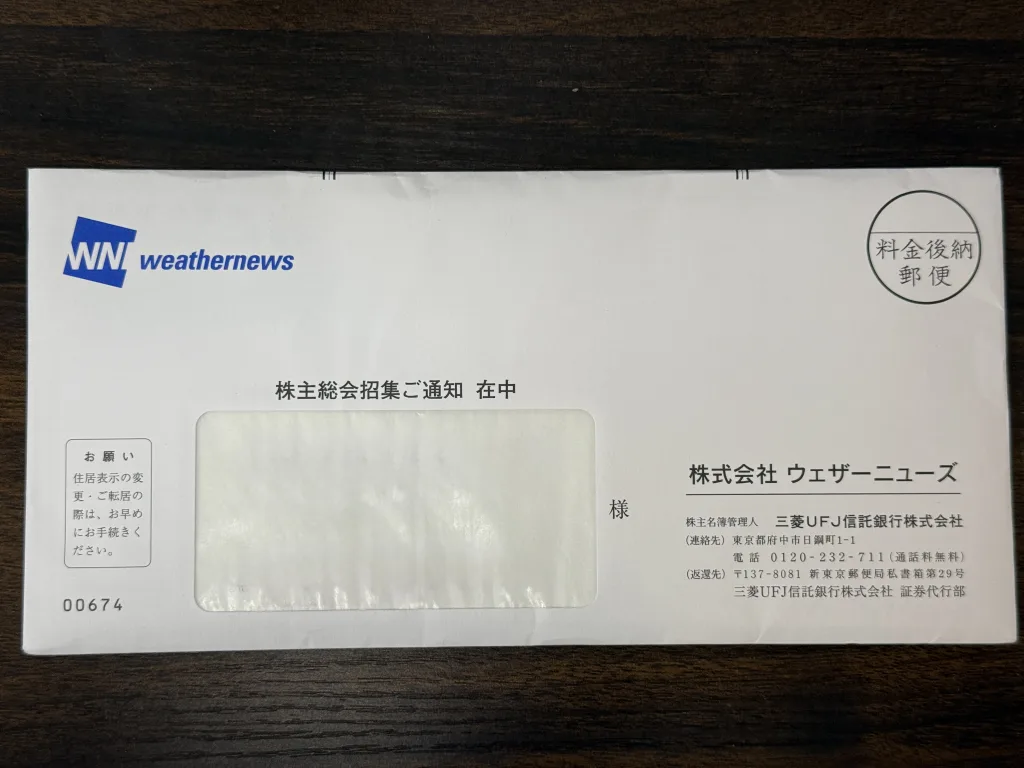 WNI weathernews
料金後納
郵便
株主総会招集ご通知 在中
お願い
住居表示の変
更・ご転居の
際は、お早め
にお手続きく
ださい。
様
00674
株式会社 ウェザーニューズ
株主名簿管理人 三菱UFJ信託銀行株式会社
(連絡先) 東京都府中市日鋼町1-1
電話 0120-232-711(通話料無料)
(返還先) 〒137-8081 新東京郵便局私書箱第29号
三菱UFJ信託銀行株式会社 証券代行部